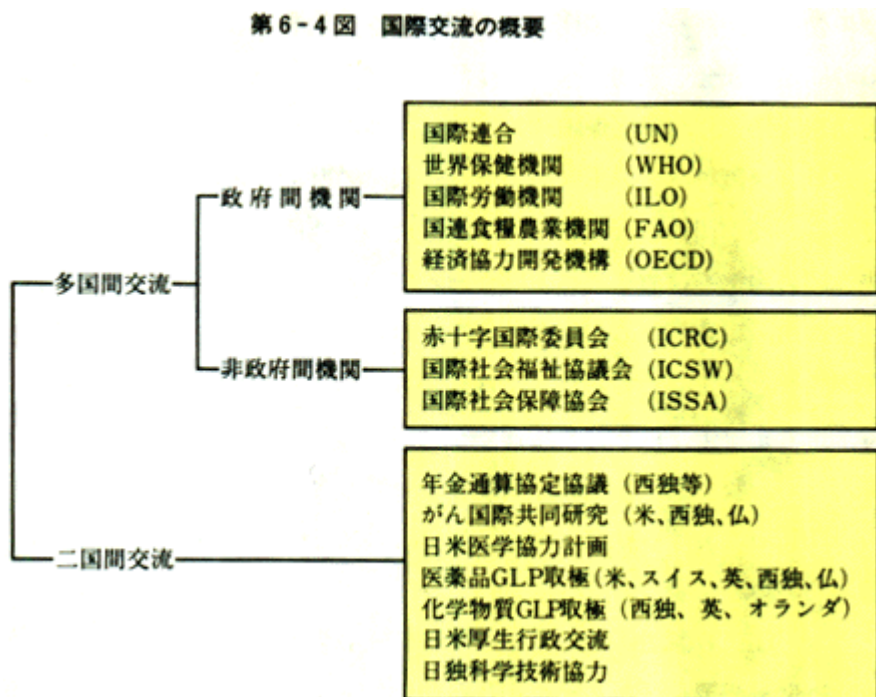 第6-4図 国際交流の概要
国際連合 (UN)
世界保健機関 (WHO)
政府間機関
国際労働機関 (ILO)
国連食糧農業機関 (FAO)
経済協力開発機構 (OECD)
多国間交流
赤十字国際委員会 (ICRC)
非政府間機関
国際社会福祉協議会 (ICSW)
国際社会保障協会 (ISSA)
年金通算協定協議 (西独等)
がん国際共同研究 (米、西独、仏)
二国間交流
日米医学協力計画
医薬品GLP取極(米、スイス、英、西独、仏)
化学物質GLP取極 (西独、英、オランダ)
日米厚生行政交流
日独科学技術協力